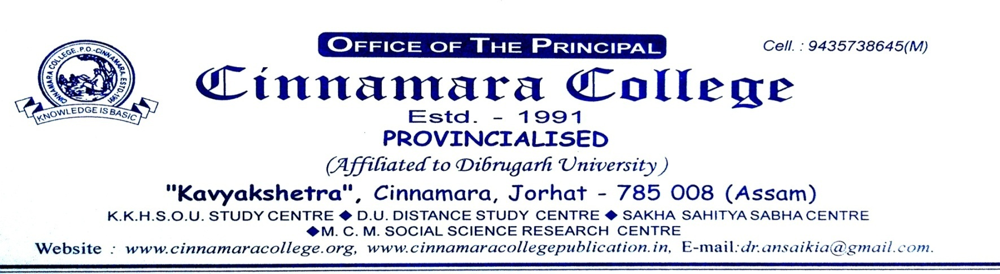 OFFICE OF THE PRINCIPAL
Cell. : 9435738645(M)
CINNAMARA COLLEGE. P.O.-CINNAMARA. ESTD-1991
KNOWLEDGE IS BASIC
Cinnamara College
Estd. - 1991
PROVINCIALISED
(Affiliated to Dibrugarh University)
"Kavyakshetra", Cinnamara, Jorhat - 785 008 (Assam)
K.K.H.S.O.U. STUDY CENTRE ◆ D.U. DISTANCE STUDY CENTRE ◆ SAKHA SAHITYA SABHA CENTRE
◆M. C. M. SOCIAL SCIENCE RESEARCH CENTRE
Website : www.cinnamaracollege.org, www.cinnamaracollegepublication.in, E-mail:dr.ansaikia@gmail.com.